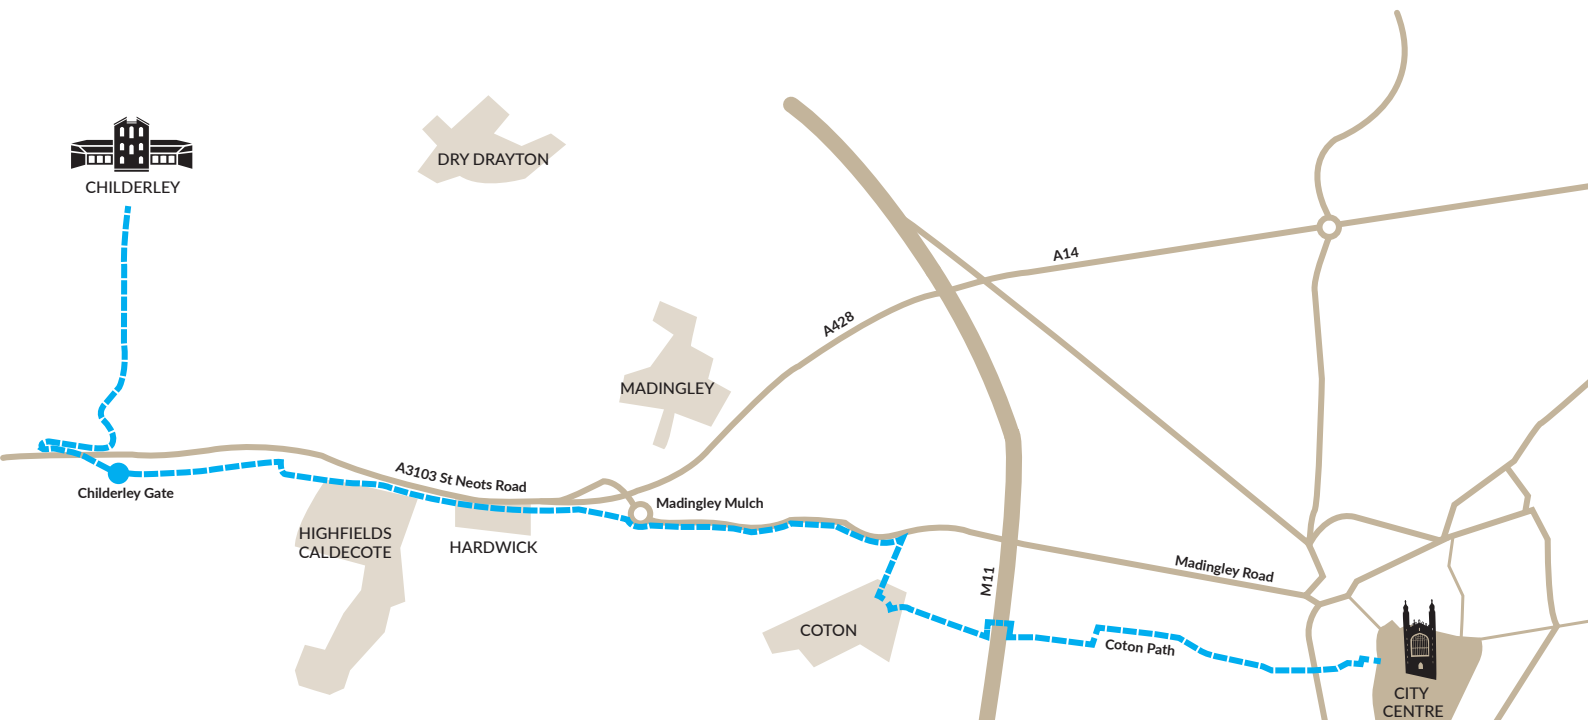 DRY DRAYTON
CHILDERLEY
A14
A428
MADINGLEY
A3103 St Neots Road
Childerley Gate
Madingley Mulch
HIGHFIELDS
CALDECOTE
HARDWICK
Madingley Road
M11
COTON
Coton Path
CITY
CENTRE